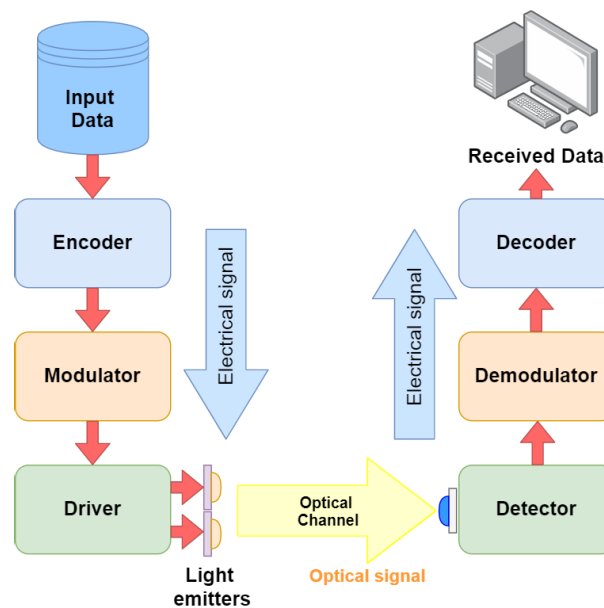 Input
Data
Encoder
Modulator
Driver
Electrical signal
Light
emitters
Optical
Channel
Optical signal
Electrical signal
Received Data
Decoder
Demodulator
Detector